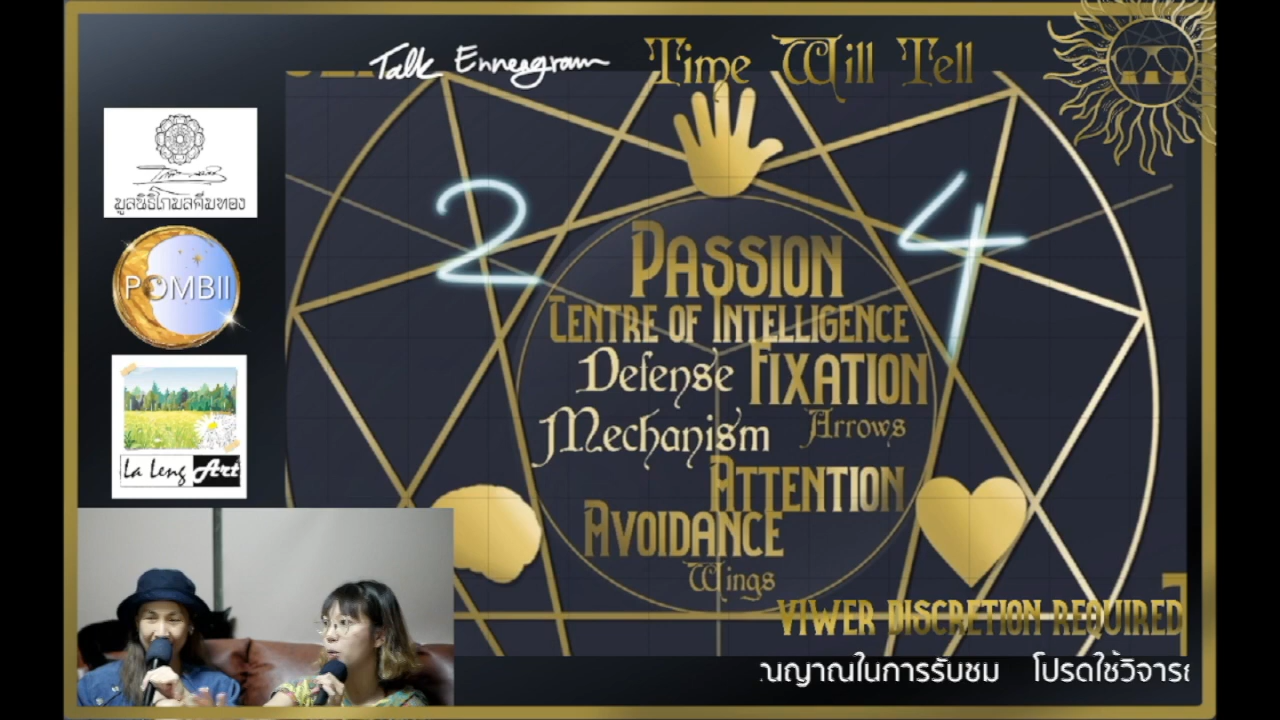 Talk Enneagram Time Will Tell
มูลนิธิโกมลคีมทอง
POMBII
La Leng Art
2
4
PASSION
CENTRE OF INTELLIGENCE
Defense FIXATION
Mechanism Arrows
ATTENTION
AVOIDANCE
Wings
VIWER DISCRETION REQUIRED
นญาณในการรับชม โปรดใช้วิจารณ